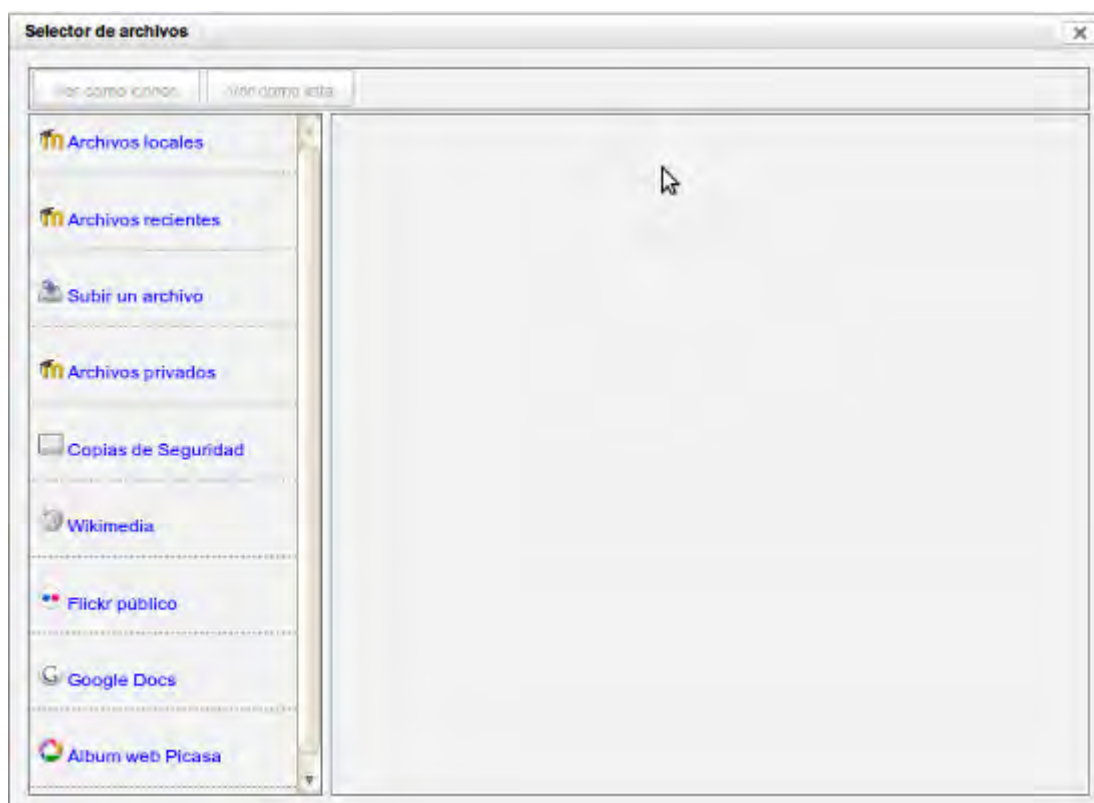 Selector de archivos
Ver como iconos Ver como lista
Archivos locales
Archivos recientes
Subir un archivo
Archivos privados
Copias de Seguridad
Wikimedia
Flickr público
Google Docs
Álbum web Picasa